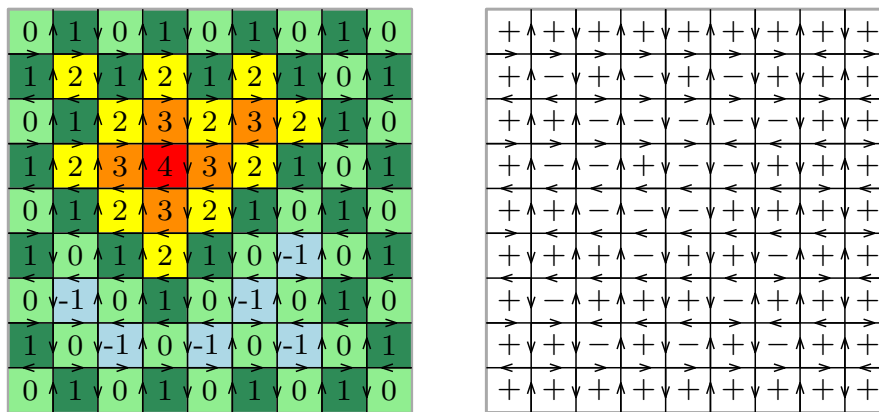 0 1 0 1 0 1 0 1 0
1 2 1 2 1 2 1 0 1
0 1 2 3 2 3 2 1 0
1 2 3 4 3 2 1 0 1
0 1 2 3 2 1 0 1 0
1 0 1 2 1 0 -1 0 1
0 -1 0 1 0 -1 0 1 0
1 0 -1 0 -1 0 -1 0 1
0 1 0 1 0 1 0 1 0
+ + + + + + + + +
+ − + − + − + + +
+ + − − − − − + +
+ − − + − − + + +
+ + − − − + + + +
+ + + − + + − + +
+ − + + + − + + +
+ + − + − + − + +
+ + + + + + + + +